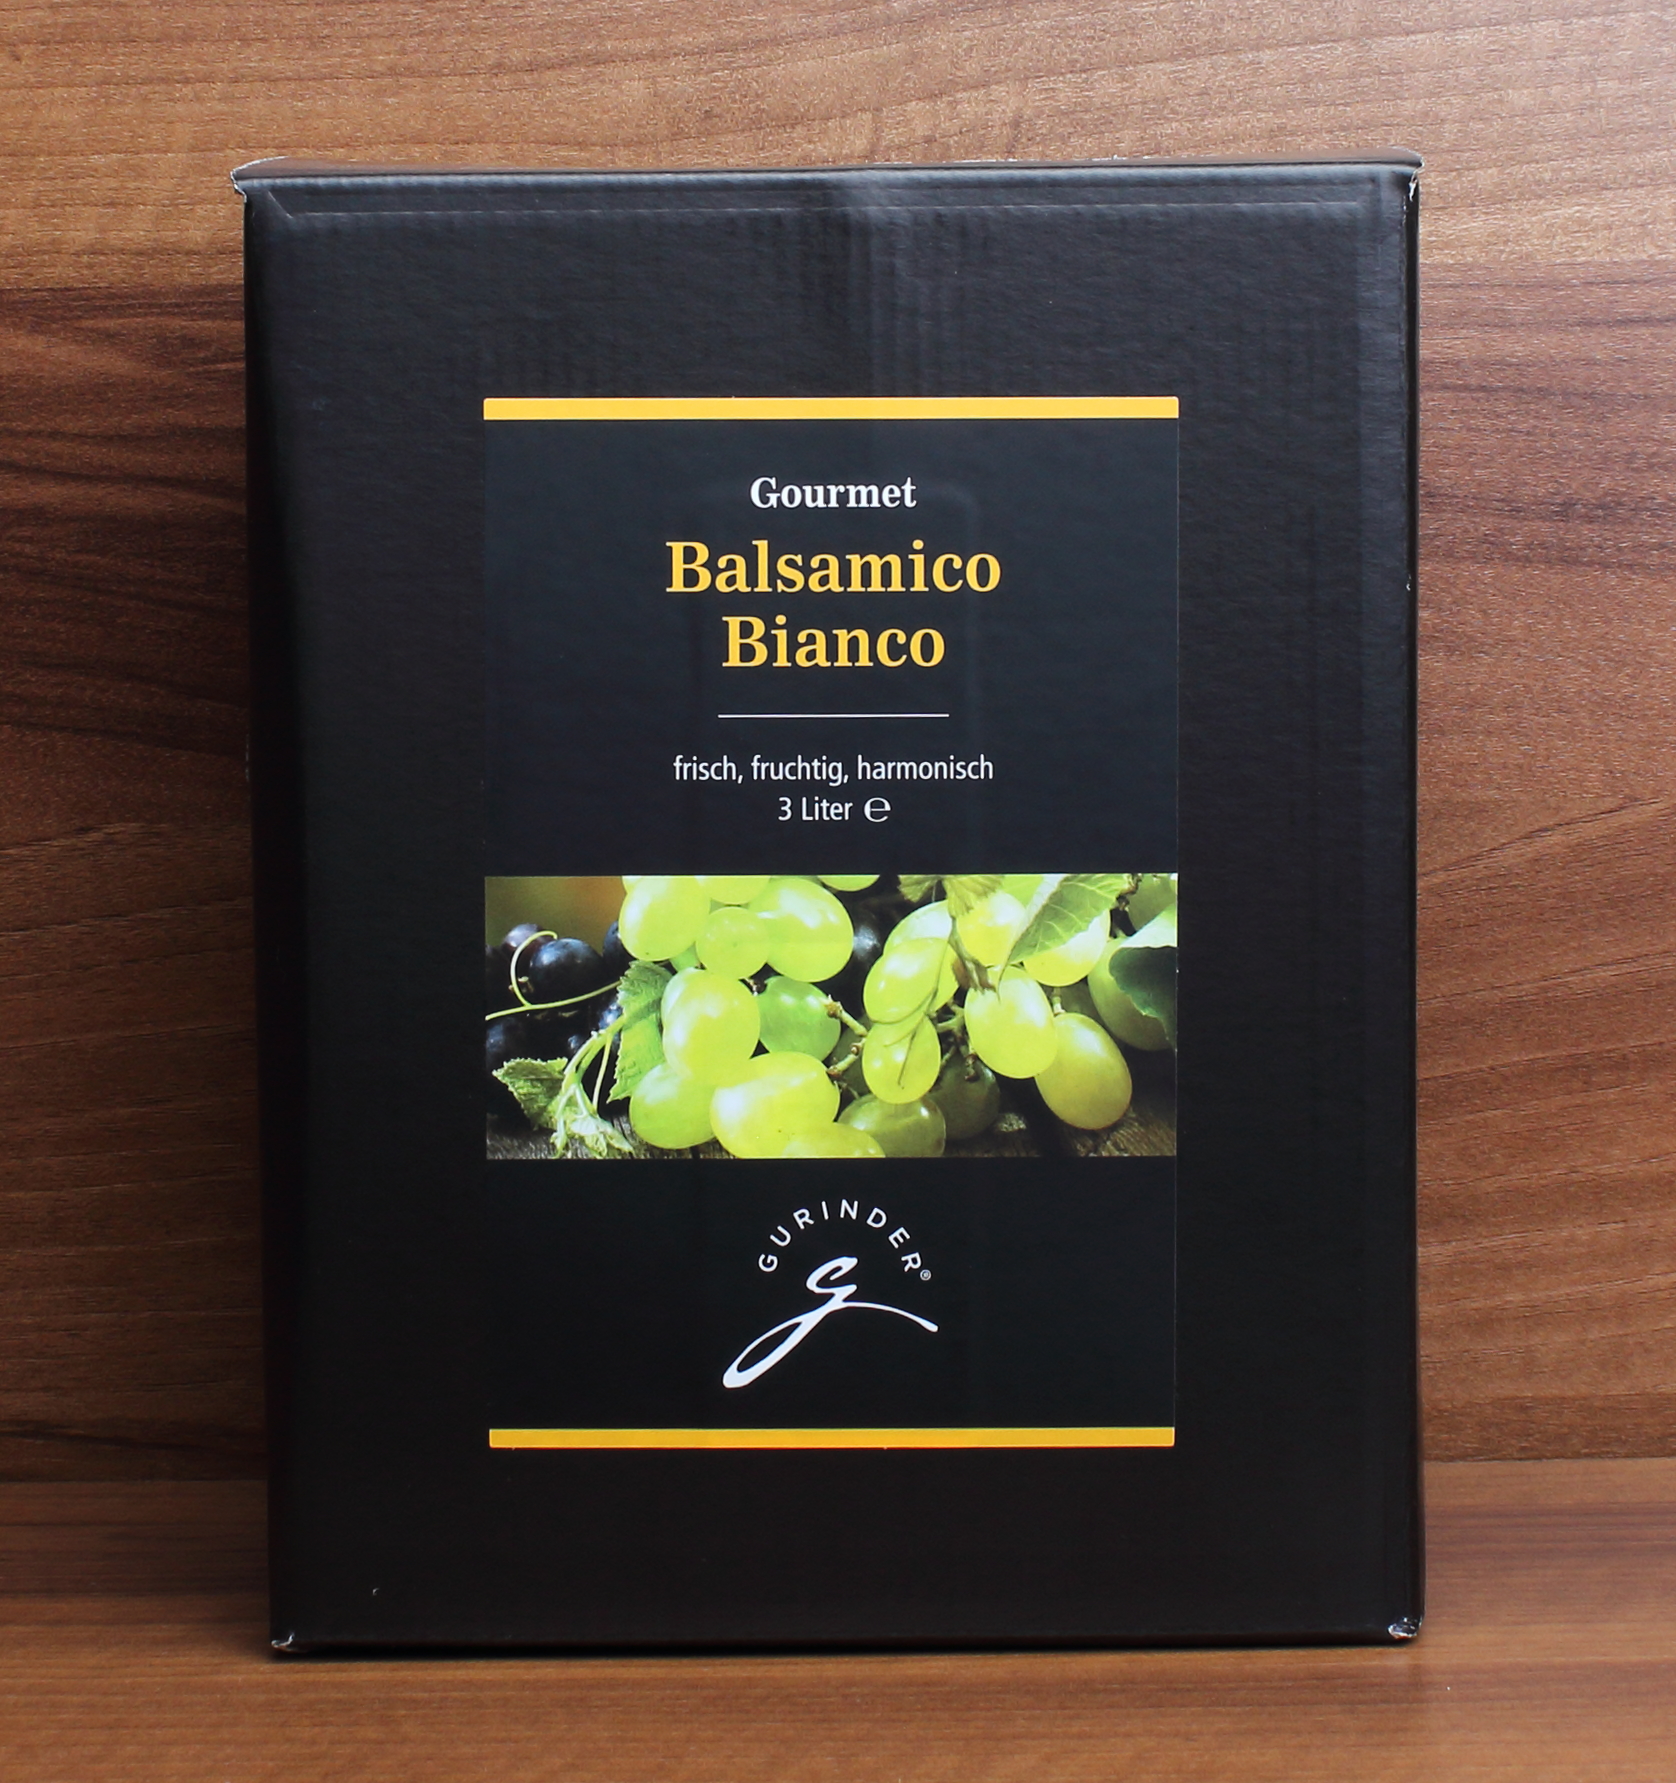 Gourmet
Balsamico
Bianco
frisch, fruchtig, harmonisch
3 Liter ℮
GURINDER®
g